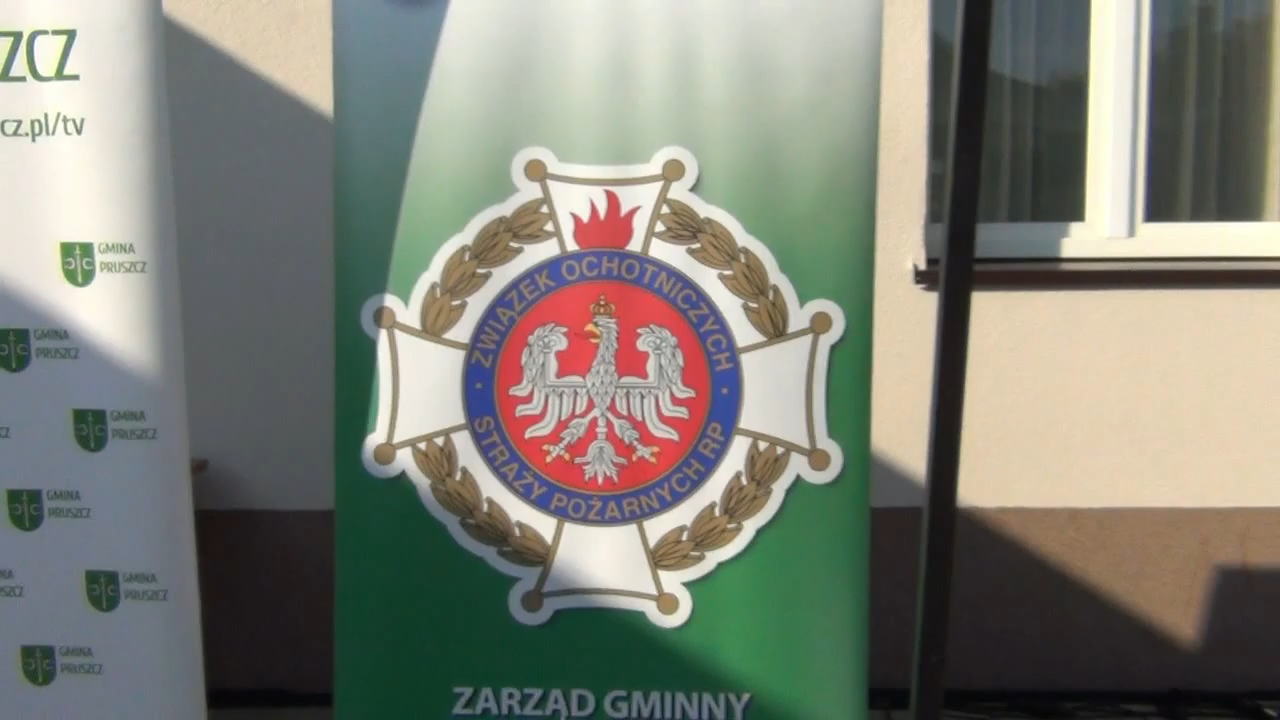 ZCZ
cz.pl/tv
GMINA
PRUSZCZ
GMINA
PRUSZCZ
GMINA
PRUSZCZ
GMINA
PRUSZCZ
GMINA
PRUSZCZ
GMINA
PRUSZCZ
ZWIĄZEK OCHOTNICZYCH
STRAŻY POŻARNYCH RP
ZARZĄD GMINNY